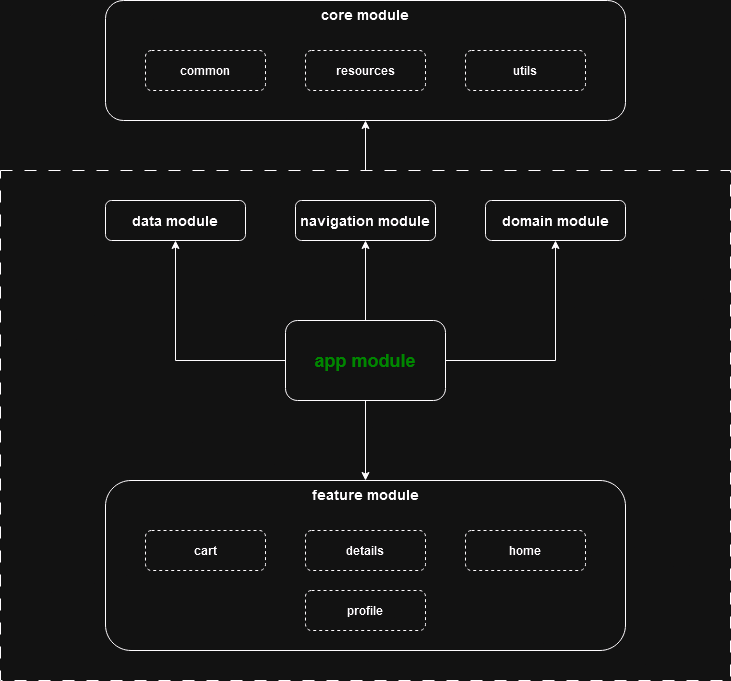 core module
common
resources
utils
data module
navigation module
domain module
app module
feature module
cart
details
home
profile